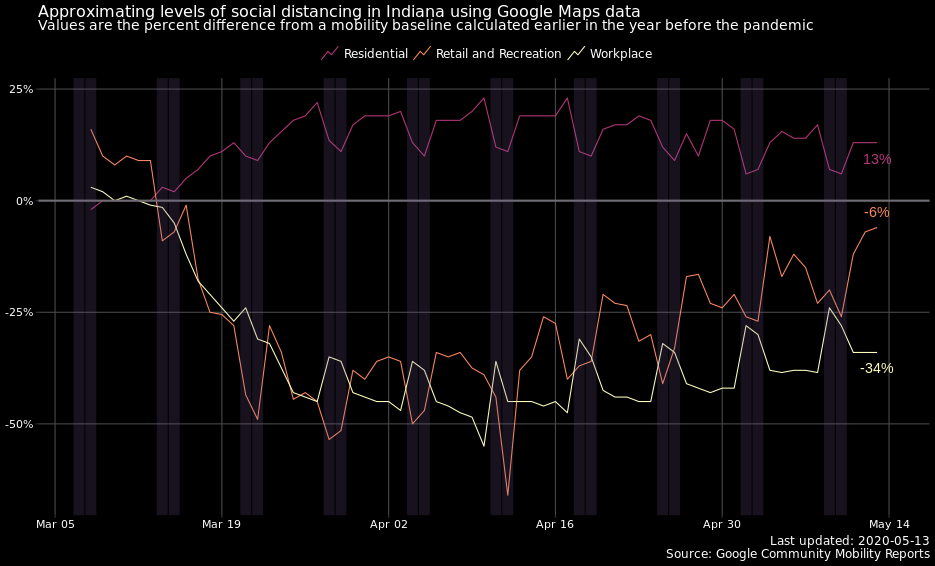 Approximating levels of social distancing in Indiana using Google Maps data
Values are the percent difference from a mobility baseline calculated earlier in the year before the pandemic
Residential Retail and Recreation Workplace
25%
0%
-25%
-50%
13%
-6%
-34%
Mar 05 Mar 19 Apr 02 Apr 16 Apr 30 May 14
Last updated: 2020-05-13
Source: Google Community Mobility Reports